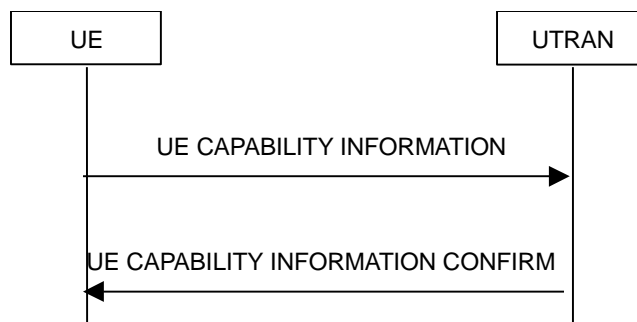 UE
UTRAN
UE CAPABILITY INFORMATION
UE CAPABILITY INFORMATION CONFIRM